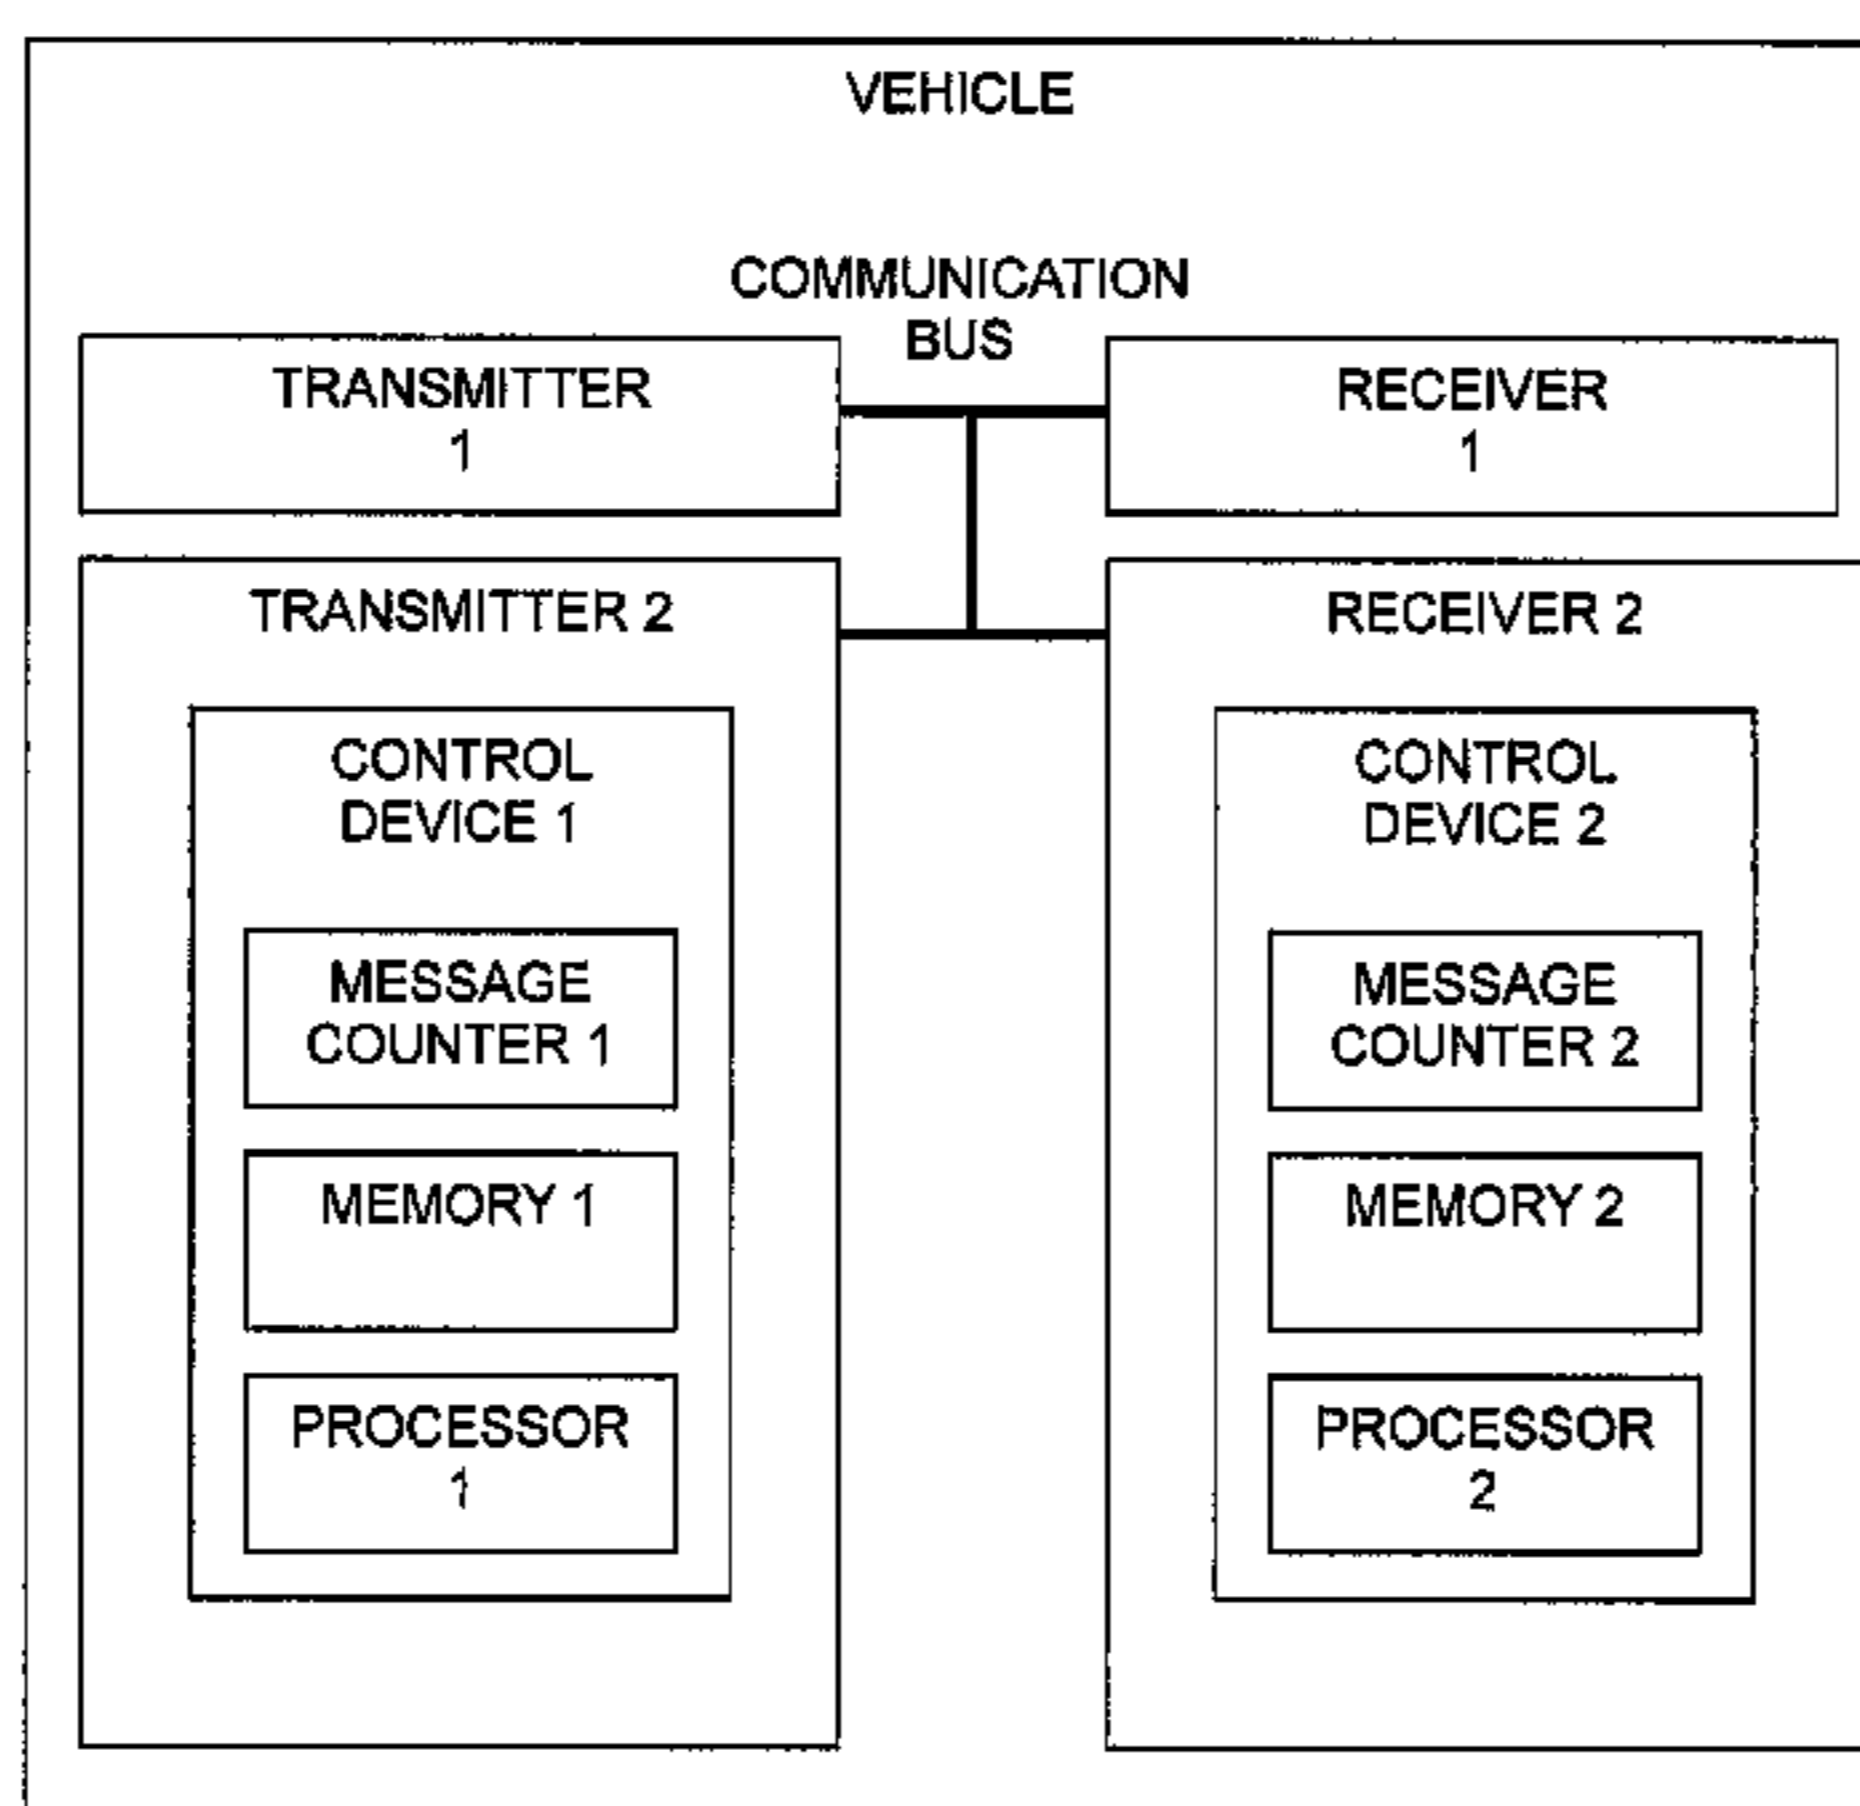 VEHICLE
COMMUNICATION
BUS
TRANSMITTER
1
RECEIVER
1
TRANSMITTER 2
CONTROL
DEVICE 1
MESSAGE
COUNTER 1
MEMORY 1
PROCESSOR
1
RECEIVER 2
CONTROL
DEVICE 2
MESSAGE
COUNTER 2
MEMORY 2
PROCESSOR
2